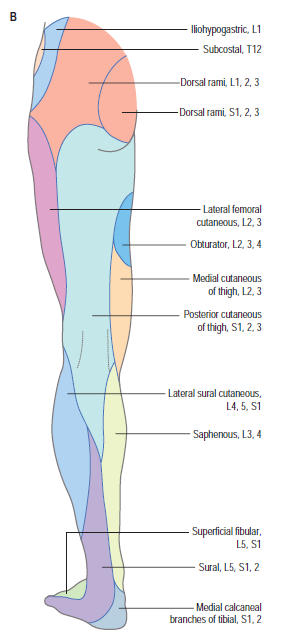 B
Iliohypogastric, L1
Subcostal, T12
Dorsal rami, L1, 2, 3
Dorsal rami, S1, 2, 3
Lateral femoral
cutaneous, L2, 3
Obturator, L2, 3, 4
Medial cutaneous
of thigh, L2, 3
Posterior cutaneous
of thigh, S1, 2, 3
Lateral sural cutaneous,
L4, 5, S1
Saphenous, L3, 4
Superficial fibular,
L5, S1
Sural, L5, S1, 2
Medial calcaneal
branches of tibial, S1, 2